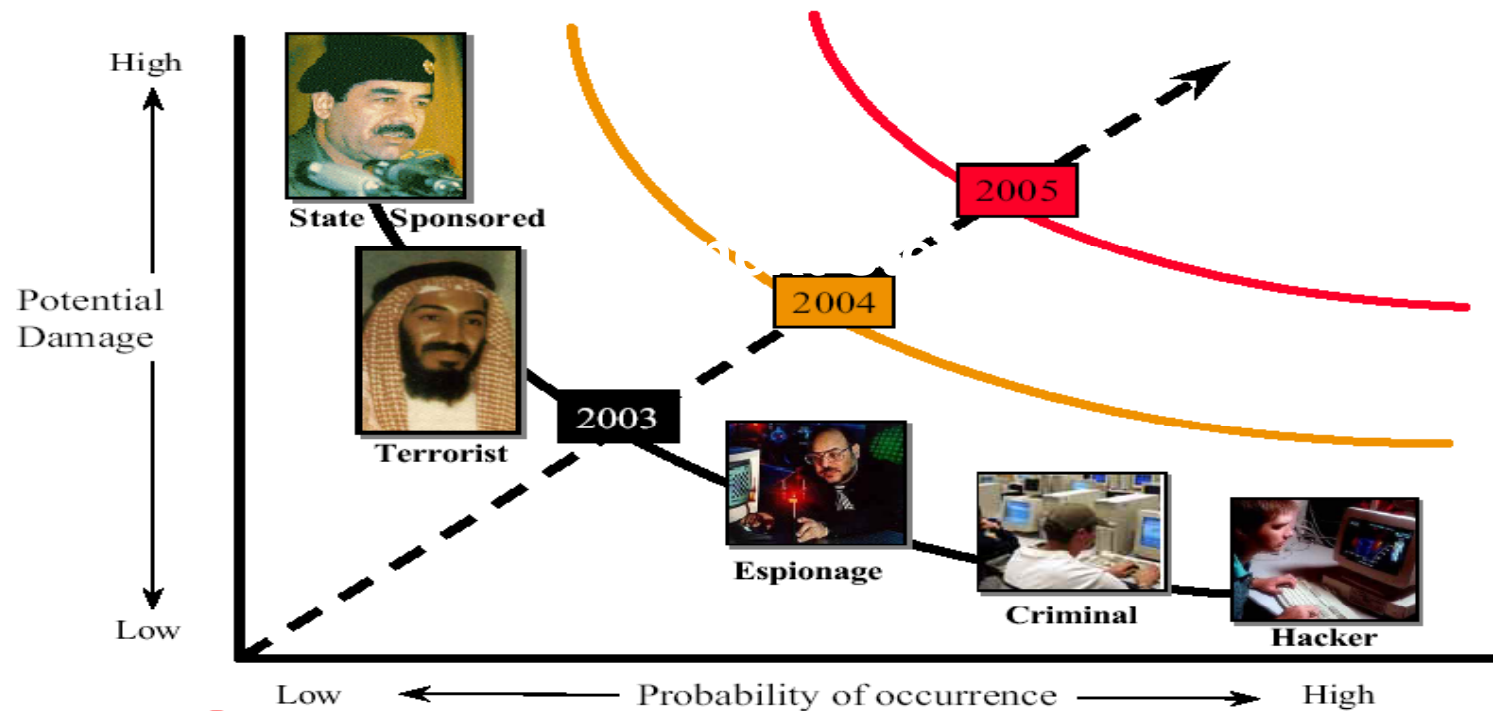 High
State Sponsored
2005
Potential
Damage
2004
2003
Terrorist
Espionage
Criminal
Low
Hacker
Low
Probability of occurrence
High